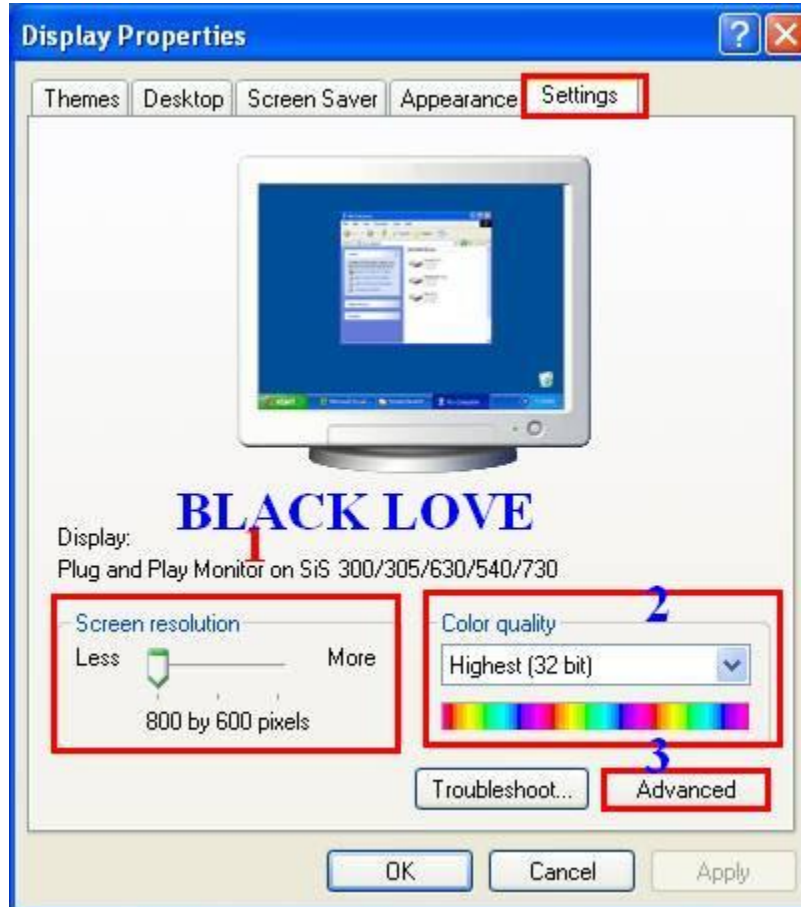 Display Properties
Themes Desktop Screen Saver Appearance Settings
BLACK LOVE
Display:
1
Plug and Play Monitor on SiS 300/305/630/540/730
2
Screen resolution
Less More
800 by 600 pixels
Color quality
Highest (32 bit)
3
Troubleshoot... Advanced
OK Cancel Apply